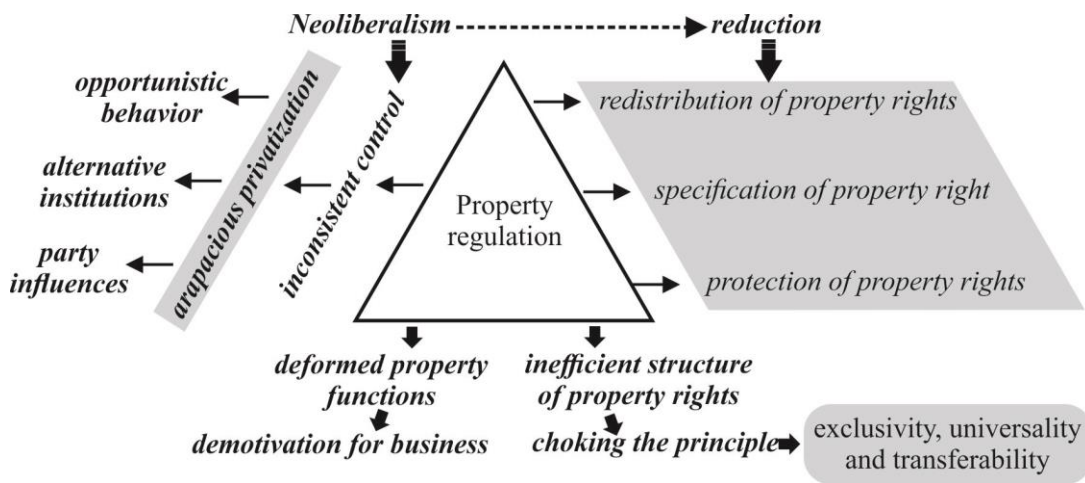 Neoliberalism
reduction
opportunistic
behavior
alternative
institutions
party
influences
arapacious privatization
inconsistent control
Property
regulation
redistribution of property rights
specification of property right
protection of property rights
deformed property
functions
demotivation for business
inefficient structure
of property rights
choking the principle
exclusivity, universality
and transferability